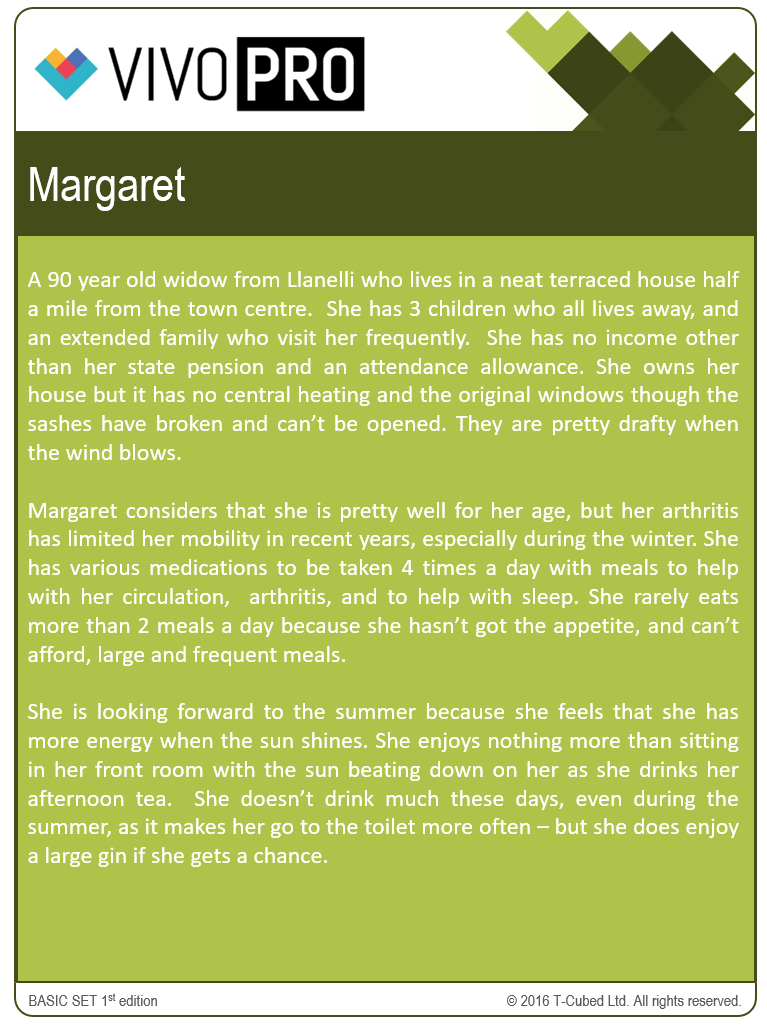 VIVO PRO
Margaret
A 90 year old widow from Llanelli who lives in a neat terraced house half
a mile from the town centre.  She has 3 children who all lives away, and
an extended family who visit her frequently.  She has no income other
than her state pension and an attendance allowance. She owns her
house but it has no central heating and the original windows though the
sashes have broken and can’t be opened. They are pretty drafty when
the wind blows.
Margaret considers that she is pretty well for her age, but her arthritis
has limited her mobility in recent years, especially during the winter. She
has various medications to be taken 4 times a day with meals to help
with her circulation,  arthritis, and to help with sleep. She rarely eats
more than 2 meals a day because she hasn’t got the appetite, and can’t
afford, large and frequent meals.
She is looking forward to the summer because she feels that she has
more energy when the sun shines. She enjoys nothing more than sitting
in her front room with the sun beating down on her as she drinks her
afternoon tea.  She doesn’t drink much these days, even during the
summer, as it makes her go to the toilet more often – but she does enjoy
a large gin if she gets a chance.
BASIC SET 1st edition
© 2016 T-Cubed Ltd. All rights reserved.